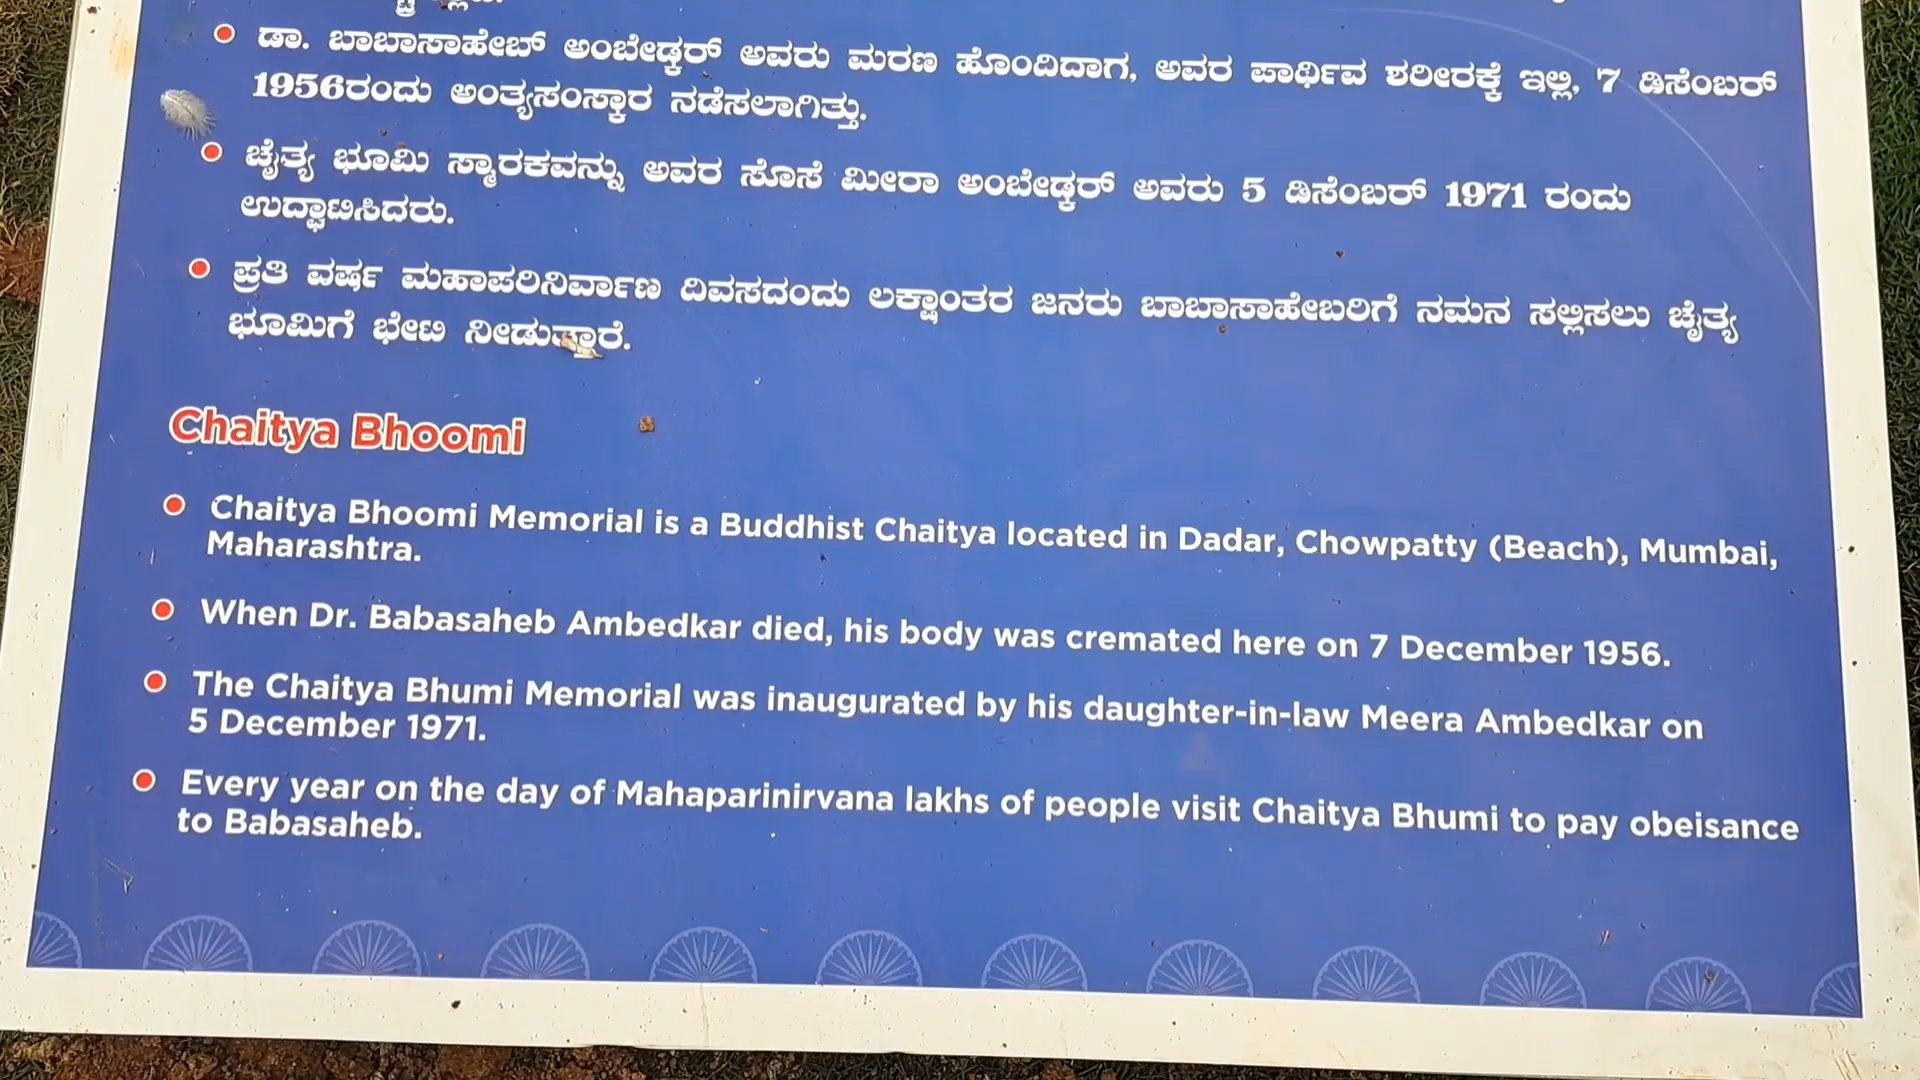 ಡಾ. ಬಾಬಾಸಾಹೇಬ್ ಅಂಬೇಡ್ಕರ್ ಅವರು ಮರಣ ಹೊಂದಿದಾಗ, ಅವರ ಪಾರ್ಥಿವ ಶರೀರಕ್ಕೆ ಇಲ್ಲಿ, 7 ಡಿಸೆಂಬರ್
1956ರಂದು ಅಂತ್ಯಸಂಸ್ಕಾರ ನಡೆಸಲಾಗಿತ್ತು.
ಚೈತ್ಯ ಭೂಮಿ ಸ್ಮಾರಕವನ್ನು ಅವರ ಸೊಸೆ ಮೀರಾ ಅಂಬೇಡ್ಕರ್ ಅವರು 5 ಡಿಸೆಂಬರ್ 1971 ರಂದು
ಉದ್ಘಾಟಿಸಿದರು.
ಪ್ರತಿ ವರ್ಷ ಮಹಾಪರಿನಿರ್ವಾಣ ದಿವಸದಂದು ಲಕ್ಷಾಂತರ ಜನರು ಬಾಬಾಸಾಹೇಬರಿಗೆ ನಮನ ಸಲ್ಲಿಸಲು ಚೈತ್ಯ
ಭೂಮಿಗೆ ಭೇಟಿ ನೀಡುತ್ತಾರೆ.
Chaitya Bhoomi
Chaitya Bhoomi Memorial is a Buddhist Chaitya located in Dadar, Chowpatty (Beach), Mumbai,
Maharashtra.
When Dr. Babasaheb Ambedkar died, his body was cremated here on 7 December 1956.
The Chaitya Bhumi Memorial was inaugurated by his daughter-in-law Meera Ambedkar on
5 December 1971.
Every year on the day of Mahaparinirvana lakhs of people visit Chaitya Bhumi to pay obeisance
to Babasaheb.